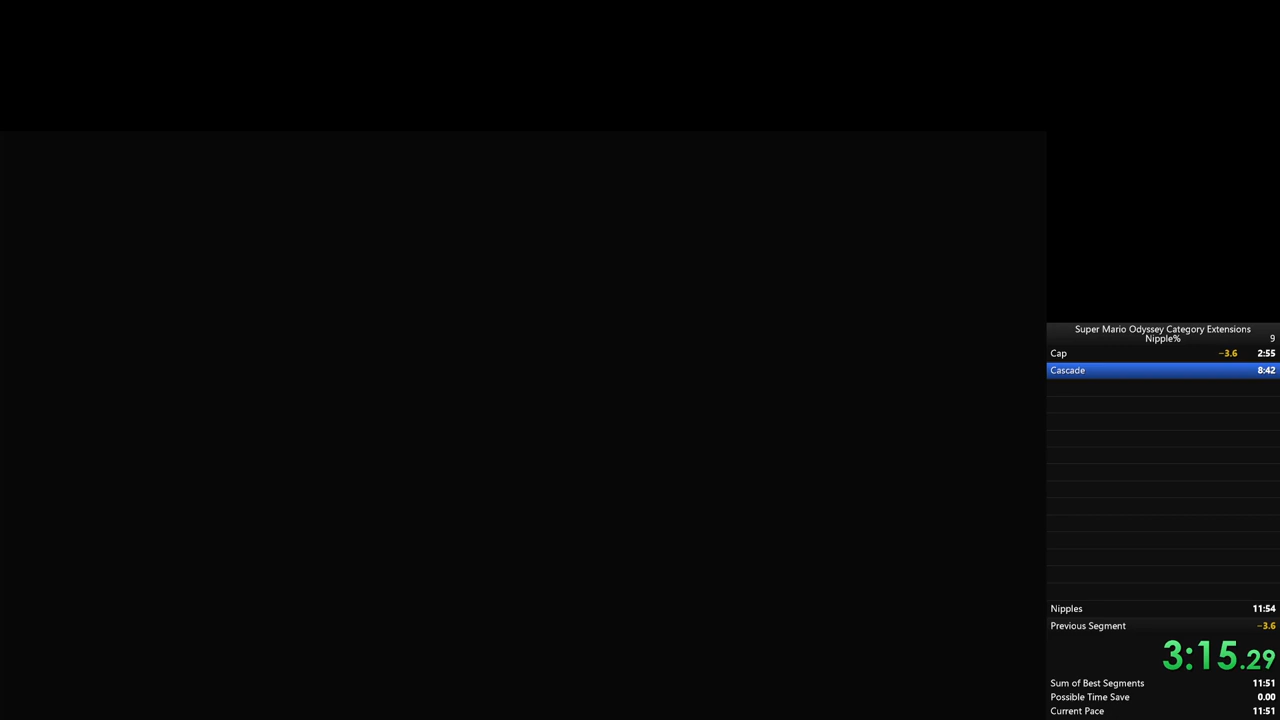 Super Mario Odyssey Category Extensions
Nipple% 9
Cap −3.6 2:55
Cascade 8:42
Nipples 11:54
Previous Segment −3.6
3:15.29
Sum of Best Segments 11:51
Possible Time Save 0.00
Current Pace 11:51